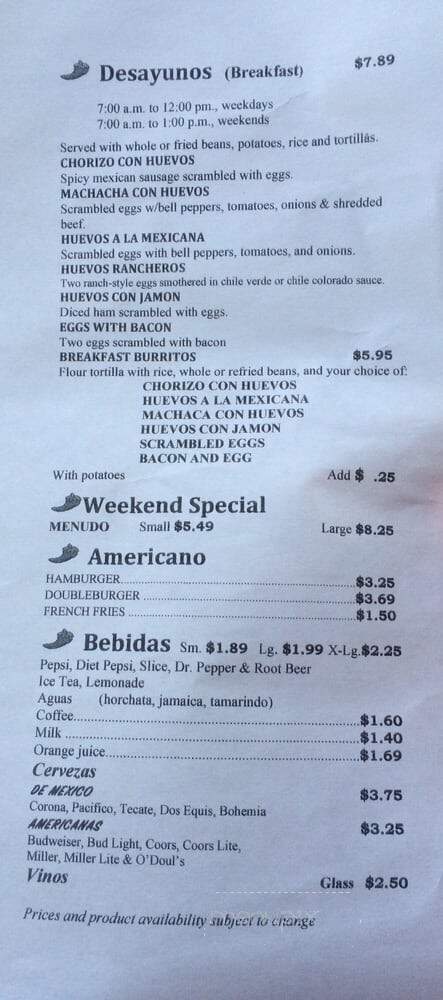 Desayunos (Breakfast) $7.89
7:00 a.m. to 12:00 pm., weekdays
7:00 a.m. to 1:00 p.m., weekends
Served with whole or fried beans, potatoes, rice and tortillas.
CHORIZO CON HUEVOS
Spicy mexican sausage scrambled with eggs.
MACHACHA CON HUEVOS
Scrambled eggs w/bell peppers, tomatoes, onions & shredded
beef.
HUEVOS A LA MEXICANA
Scrambled eggs with bell peppers, tomatoes, and onions.
HUEVOS RANCHEROS
Two ranch-style eggs smothered in chile verde or chile colorado sauce.
HUEVOS CON JAMON
Diced ham scrambled with eggs.
EGGS WITH BACON
Two eggs scrambled with bacon
BREAKFAST BURRITOS $5.95
Flour tortilla with rice, whole or refried beans, and your choice of:
CHORIZO CON HUEVOS
HUEVOS A LA MEXICANA
MACHACA CON HUEVOS
HUEVOS CON JAMON
SCRAMBLED EGGS
BACON AND EGG
With potatoes Add $ .25
Weekend Special
MENUDO Small $5.49 Large $8.25
Americano
HAMBURGER $3.25
DOUBLEBURGER $3.69
FRENCH FRIES $1.50
Bebidas Sm. $1.89 Lg. $1.99 X-Lg.$2.25
Pepsi, Diet Pepsi, Slice, Dr. Pepper & Root Beer
Ice Tea, Lemonade
Aguas (horchata, jamaica, tamarindo)
Coffee $1.60
Milk $1.40
Orange juice $1.69
Cervezas
DE MEXICO $3.75
Corona, Pacifico, Tecate, Dos Equis, Bohemia
AMERICANAS $3.25
Budweiser, Bud Light, Coors, Coors Lite,
Miller, Miller Lite & O'Doul's
Vinos Glass $2.50
Prices and product availability subject to change